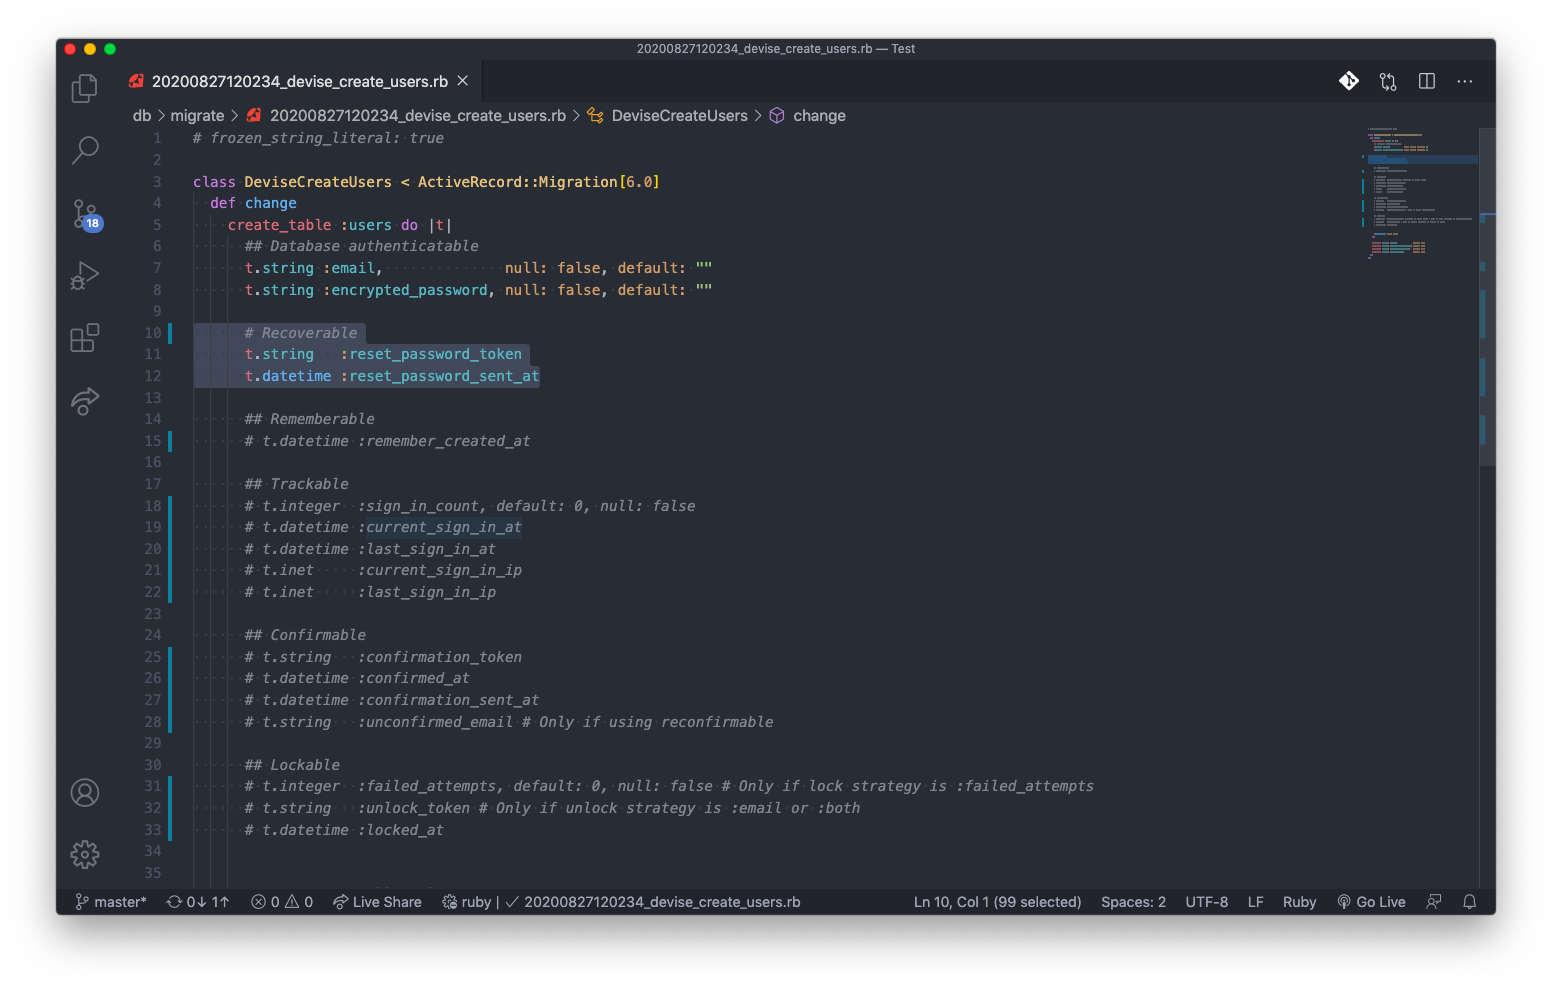 20200827120234_devise_create_users.rb — Test
20200827120234_devise_create_users.rb
db > migrate > 20200827120234_devise_create_users.rb > DeviseCreateUsers > change
1 # frozen_string_literal: true
2
3 class DeviseCreateUsers < ActiveRecord::Migration[6.0]
4 def change
5 create_table :users do |t|
6 ## Database authenticatable
7 t.string :email, null: false, default: ""
8 t.string :encrypted_password, null: false, default: ""
9
10 # Recoverable
11 t.string :reset_password_token
12 t.datetime :reset_password_sent_at
13
14 ## Rememberable
15 # t.datetime :remember_created_at
16
17 ## Trackable
18 # t.integer :sign_in_count, default: 0, null: false
19 # t.datetime :current_sign_in_at
20 # t.datetime :last_sign_in_at
21 # t.inet :current_sign_in_ip
22 # t.inet :last_sign_in_ip
23
24 ## Confirmable
25 # t.string :confirmation_token
26 # t.datetime :confirmed_at
27 # t.datetime :confirmation_sent_at
28 # t.string :unconfirmed_email # Only if using reconfirmable
29
30 ## Lockable
31 # t.integer :failed_attempts, default: 0, null: false # Only if lock strategy is :failed_attempts
32 # t.string :unlock_token # Only if unlock strategy is :email or :both
33 # t.datetime :locked_at
34
35
18
master* 0↓ 1↑ 0 0 Live Share ruby | ✓ 20200827120234_devise_create_users.rb Ln 10, Col 1 (99 selected) Spaces: 2 UTF-8 LF Ruby Go Live